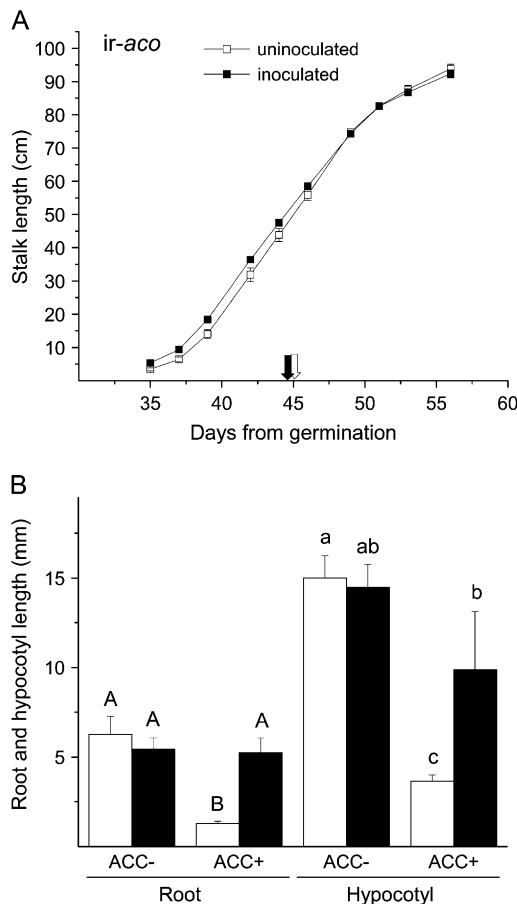 A
ir-aco
uninoculated
inoculated
100
90
80
70
60
50
40
30
20
10
Stalk length (cm)
35 40 45 50 55 60
Days from germination
B
Root and hypocotyl length (mm)
15
10
5
A A B A a ab c b
ACC- ACC+ ACC- ACC+
Root Hypocotyl